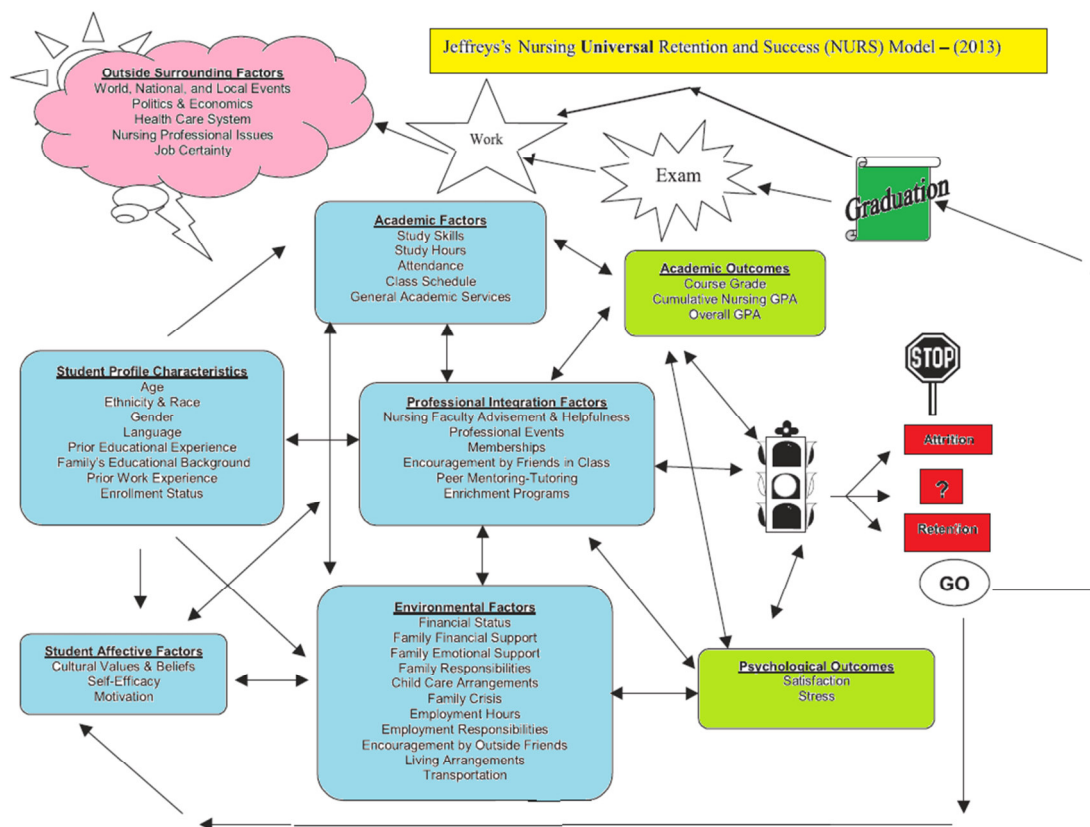 Jeffreys's Nursing Universal Retention and Success (NURS) Model – (2013)
Outside Surrounding Factors
World, National, and Local Events
Politics & Economics
Health Care System
Nursing Professional Issues
Job Certainty
Work
Exam
Graduation
Academic Factors
Study Skills
Study Hours
Attendance
Class Schedule
General Academic Services
Academic Outcomes
Course Grade
Cumulative Nursing GPA
Overall GPA
Student Profile Characteristics
Age
Ethnicity & Race
Gender
Language
Prior Educational Experience
Family's Educational Background
Prior Work Experience
Enrollment Status
Professional Integration Factors
Nursing Faculty Advisement & Helpfulness
Professional Events
Memberships
Encouragement by Friends in Class
Peer Mentoring-Tutoring
Enrichment Programs
STOP
Attrition
?
Retention
GO
Student Affective Factors
Cultural Values & Beliefs
Self-Efficacy
Motivation
Environmental Factors
Financial Status
Family Financial Support
Family Emotional Support
Family Responsibilities
Child Care Arrangements
Family Crisis
Employment Hours
Employment Responsibilities
Encouragement by Outside Friends
Living Arrangements
Transportation
Psychological Outcomes
Satisfaction
Stress